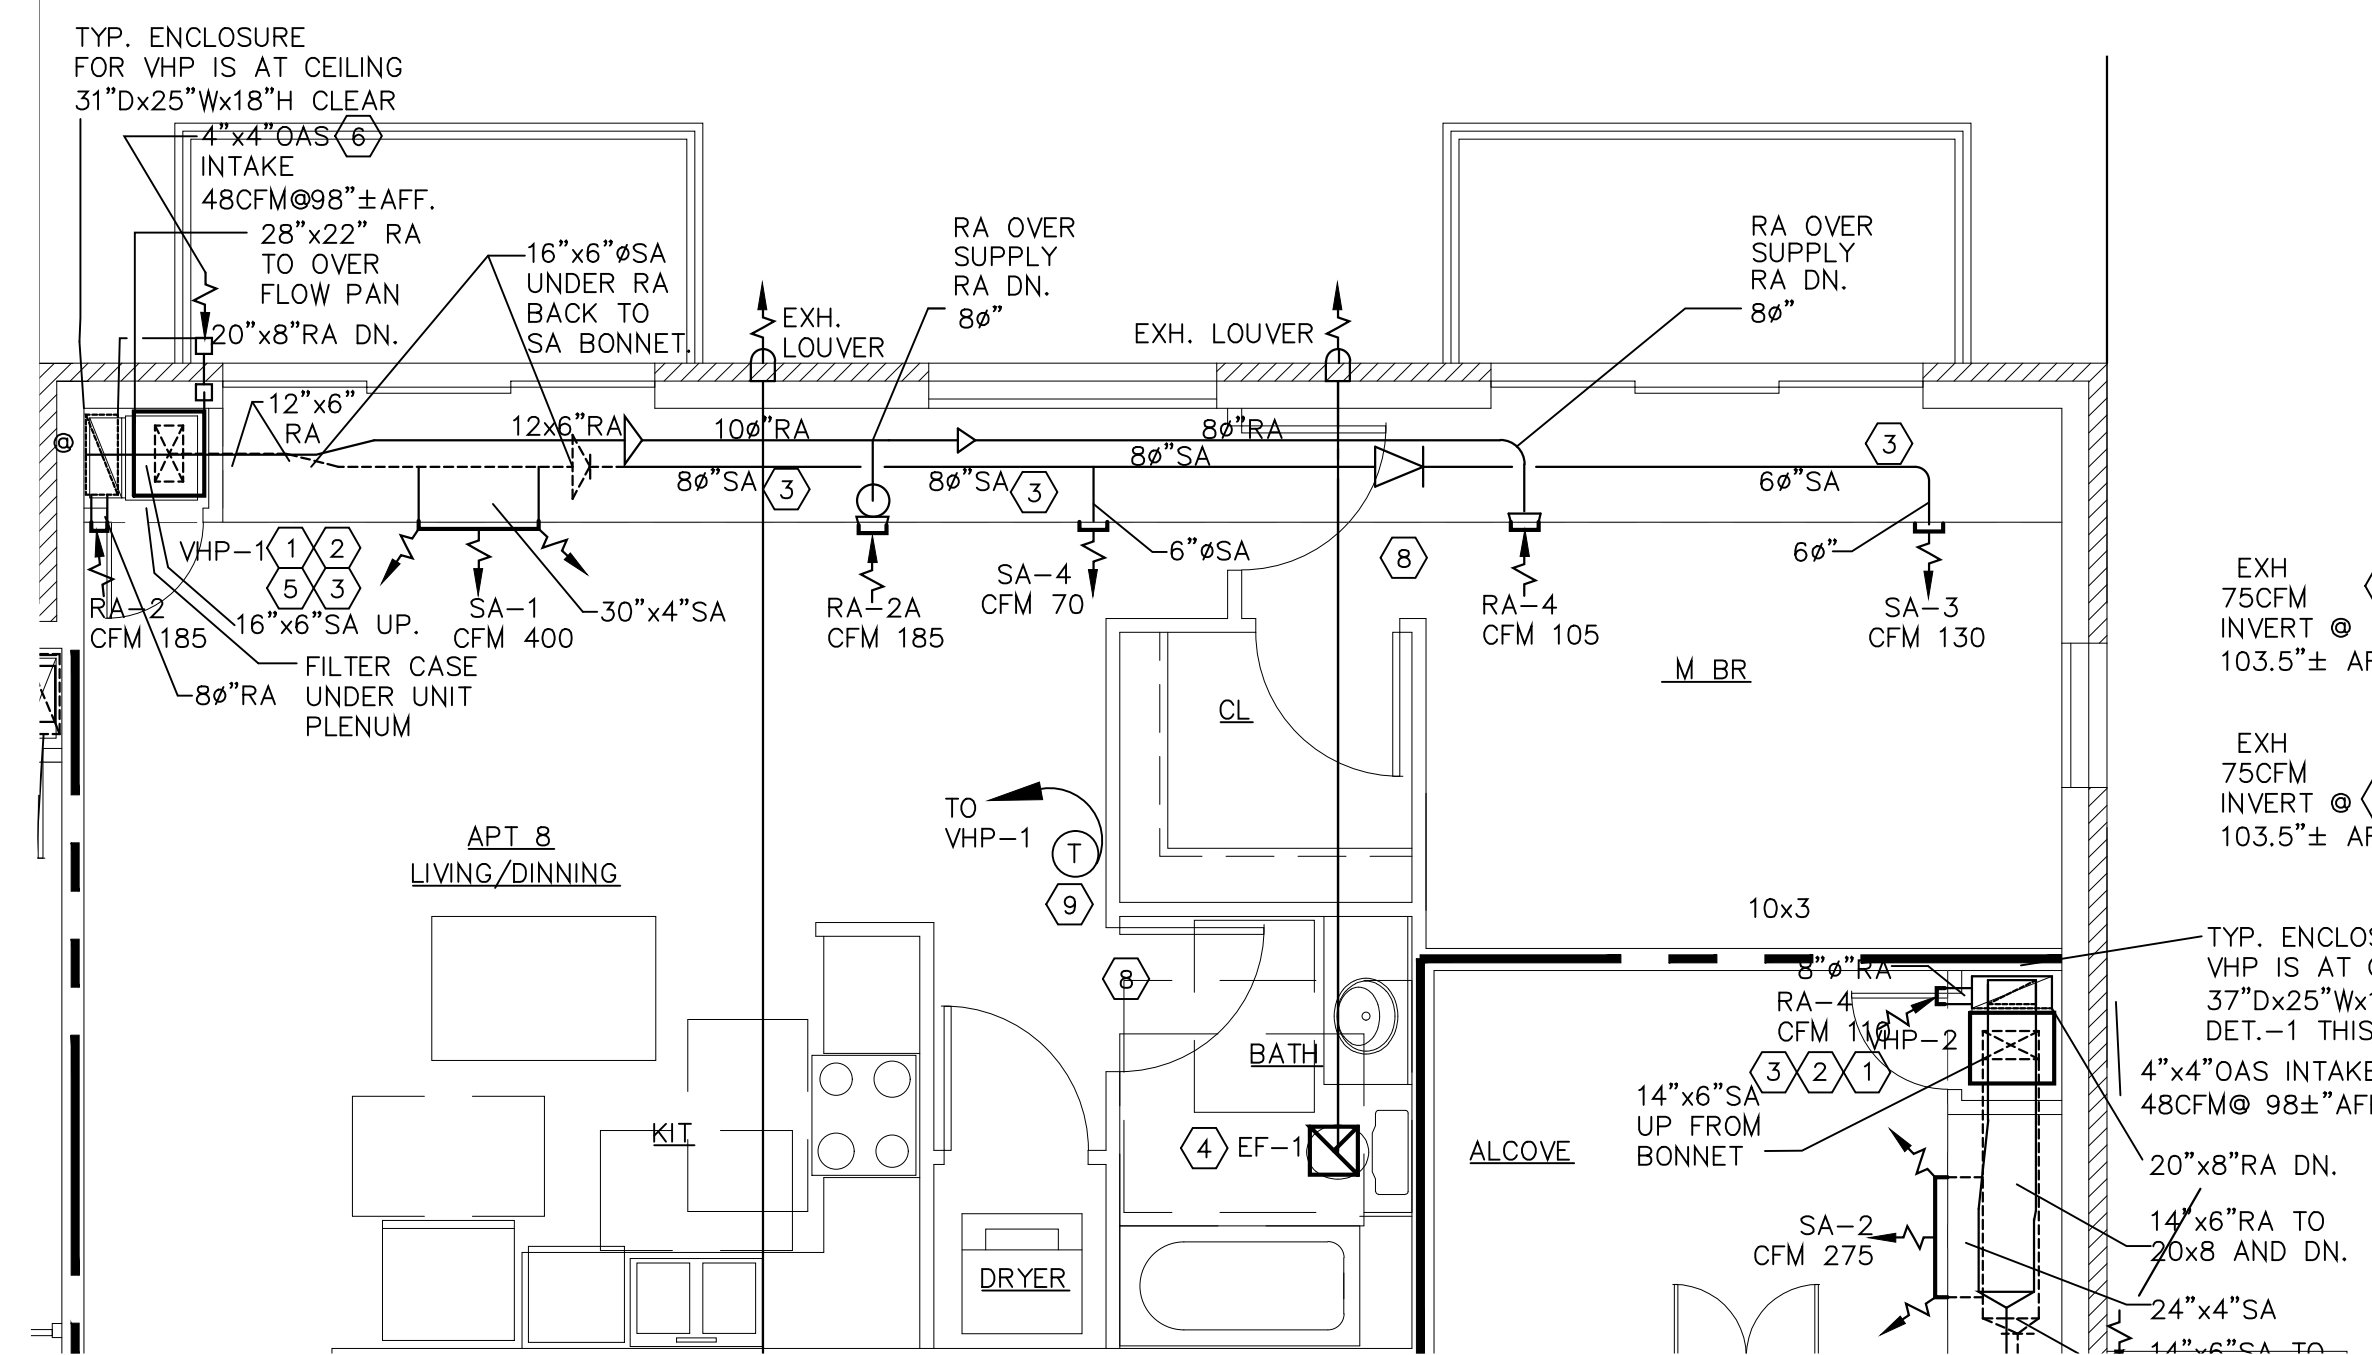 TYP. ENCLOSURE
FOR VHP IS AT CEILING
31"Dx25"Wx18"H CLEAR
4"x4"OAS 6
INTAKE
48CFM@98"±AFF.
28"x22" RA
TO OVER
FLOW PAN
20"x8"RA DN.
16"x6"øSA
UNDER RA
BACK TO
SA BONNET.
EXH.
LOUVER
RA OVER
SUPPLY
RA DN.
8ø"
EXH. LOUVER
RA OVER
SUPPLY
RA DN.
8ø"
@
12"x6"
RA
12x6"RA
10ø"RA
8ø"RA
8ø"SA
8ø"SA
3
8ø"SA
3
6ø"SA
3
VHP-1
1
2
5
3
RA-2
CFM 185
16"x6"SA UP.
FILTER CASE
UNDER UNIT
PLENUM
8ø"RA
SA-1
CFM 400
30"x4"SA
RA-2A
CFM 185
SA-4
CFM 70
6"øSA
8
RA-4
CFM 105
6ø"
SA-3
CFM 130
M BR
CL
EXH
75CFM
INVERT @
103.5"±
EXH
75CFM
INVERT @
103.5"±
TO
VHP-1
T
9
APT 8
LIVING/DINNING
10x3
8
8"ø"RA
RA-4
CFM 110
VHP-2
3
2
1
TYP.
VHP IS AT
DET.-1
4"x4"OAS INTAKE
48CFM@ 98±"
BATH
KIT
4
EF-1
ALCOVE
14"x6"SA
UP FROM
BONNET
20"x8"RA DN.
14"x6"RA TO
20x8 AND DN.
SA-2
CFM 275
24"x4"SA
14"x6"SA TO
DRYER